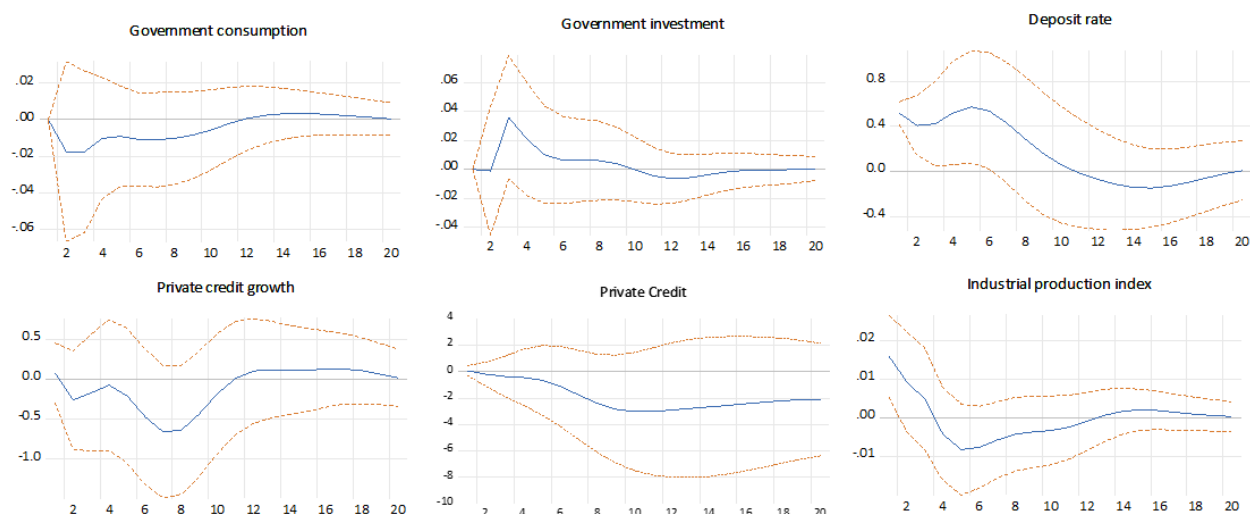 Government consumption
.02
.00
-.02
-.04
-.06
2 4 6 8 10 12 14 16 18 20
Government investment
.06
.04
.02
.00
-.02
-.04
2 4 6 8 10 12 14 16 18 20
Deposit rate
0.8
0.4
0.0
-0.4
2 4 6 8 10 12 14 16 18 20
Private credit growth
0.5
0.0
-0.5
-1.0
2 4 6 8 10 12 14 16 18 20
Private Credit
4
2
0
-2
-4
-6
-8
-10
2 4 6 8 10 12 14 16 18 20
Industrial production index
.02
.01
.00
-.01
2 4 6 8 10 12 14 16 18 20